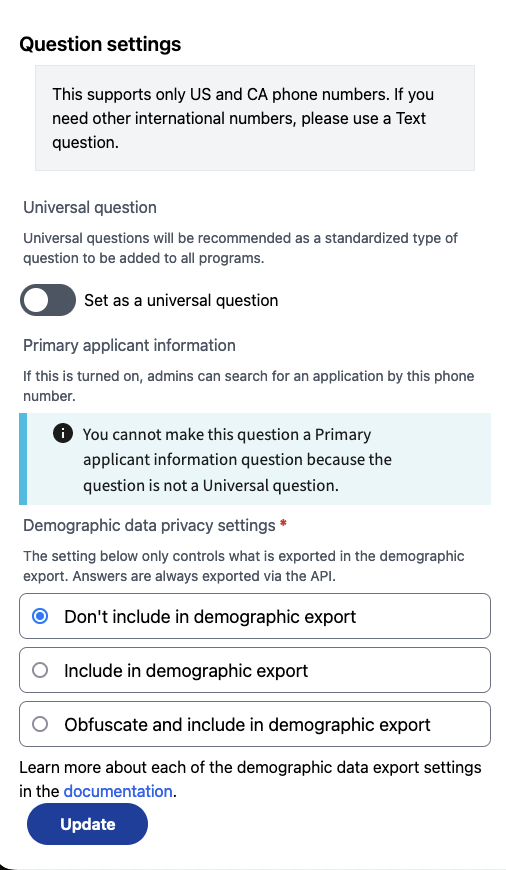 Question settings
This supports only US and CA phone numbers. If you
need other international numbers, please use a Text
question.
Universal question
Universal questions will be recommended as a standardized type of
question to be added to all programs.
Set as a universal question
Primary applicant information
If this is turned on, admins can search for an application by this phone
number.
You cannot make this question a Primary
applicant information question because the
question is not a Universal question.
Demographic data privacy settings *
The setting below only controls what is exported in the demographic
export. Answers are always exported via the API.
Don't include in demographic export
Include in demographic export
Obfuscate and include in demographic export
Learn more about each of the demographic data export settings
in the documentation.
Update